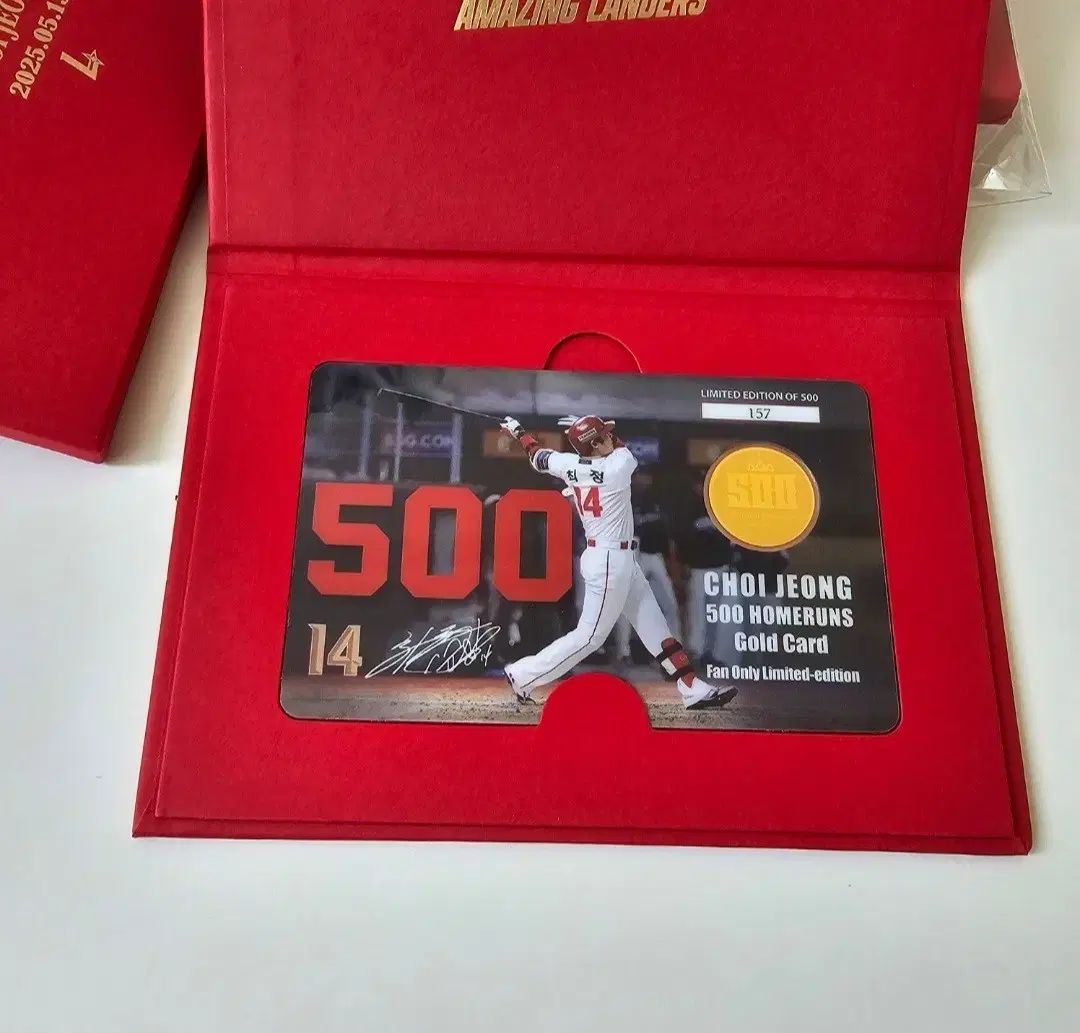 2025.05.13
AMAZING LANDERS
LIMITED EDITION OF 500
157
최 정
14
500
500
CHOI JEONG
500 HOMERUNS
Gold Card
Fan Only Limited-edition
14